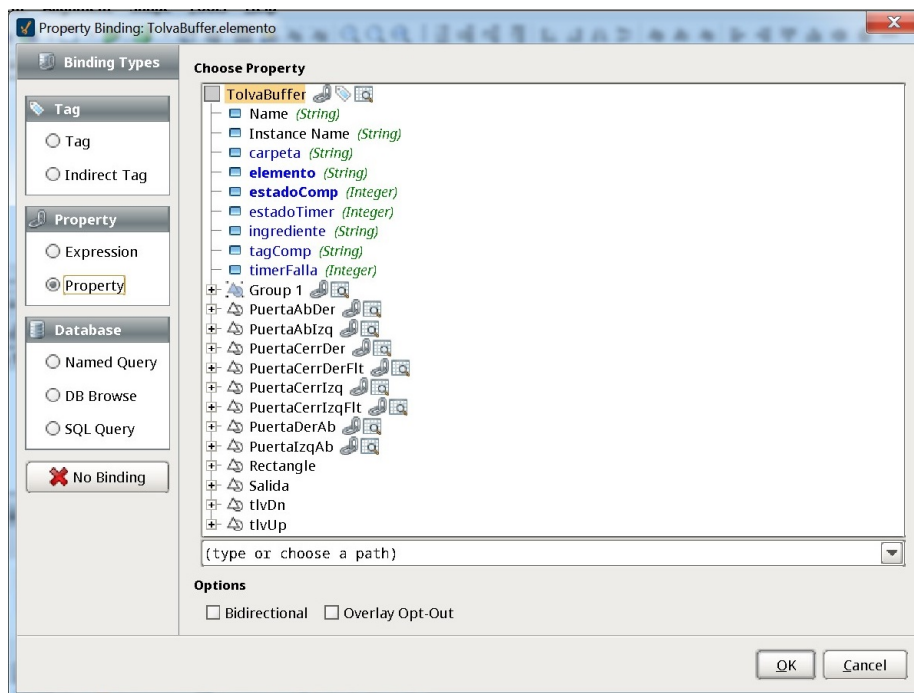 Property Binding: TolvaBuffer.elemento
Binding Types
Tag
Tag
Indirect Tag
Property
Expression
Property
Database
Named Query
DB Browse
SQL Query
No Binding
Choose Property
TolvaBuffer
Name (String)
Instance Name (String)
carpeta (String)
elemento (String)
estadoComp (Integer)
estadoTimer (Integer)
ingrediente (String)
tagComp (String)
timerFalla (Integer)
Group 1
PuertaAbDer
PuertaAbIzq
PuertaCerrDer
PuertaCerrDerFlt
PuertaCerrIzq
PuertaCerrIzqFlt
PuertaDerAb
PuertaIzqAb
Rectangle
Salida
tlvDn
tlvUp
(type or choose a path)
Options
Bidirectional Overlay Opt-Out
OK Cancel